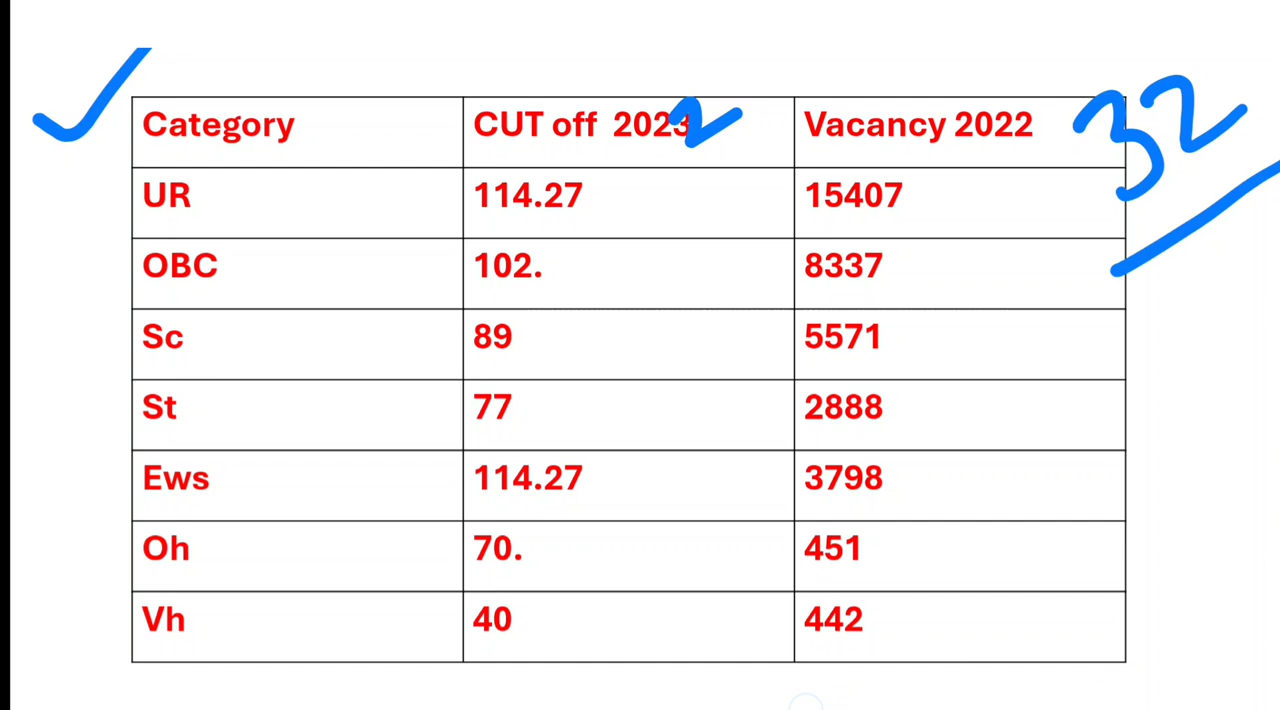 Category CUT off 2023 2 Vacancy 2022 32
UR 114.27 15407
OBC 102. 8337
Sc 89 5571
St 77 2888
Ews 114.27 3798
Oh 70. 451
Vh 40 442